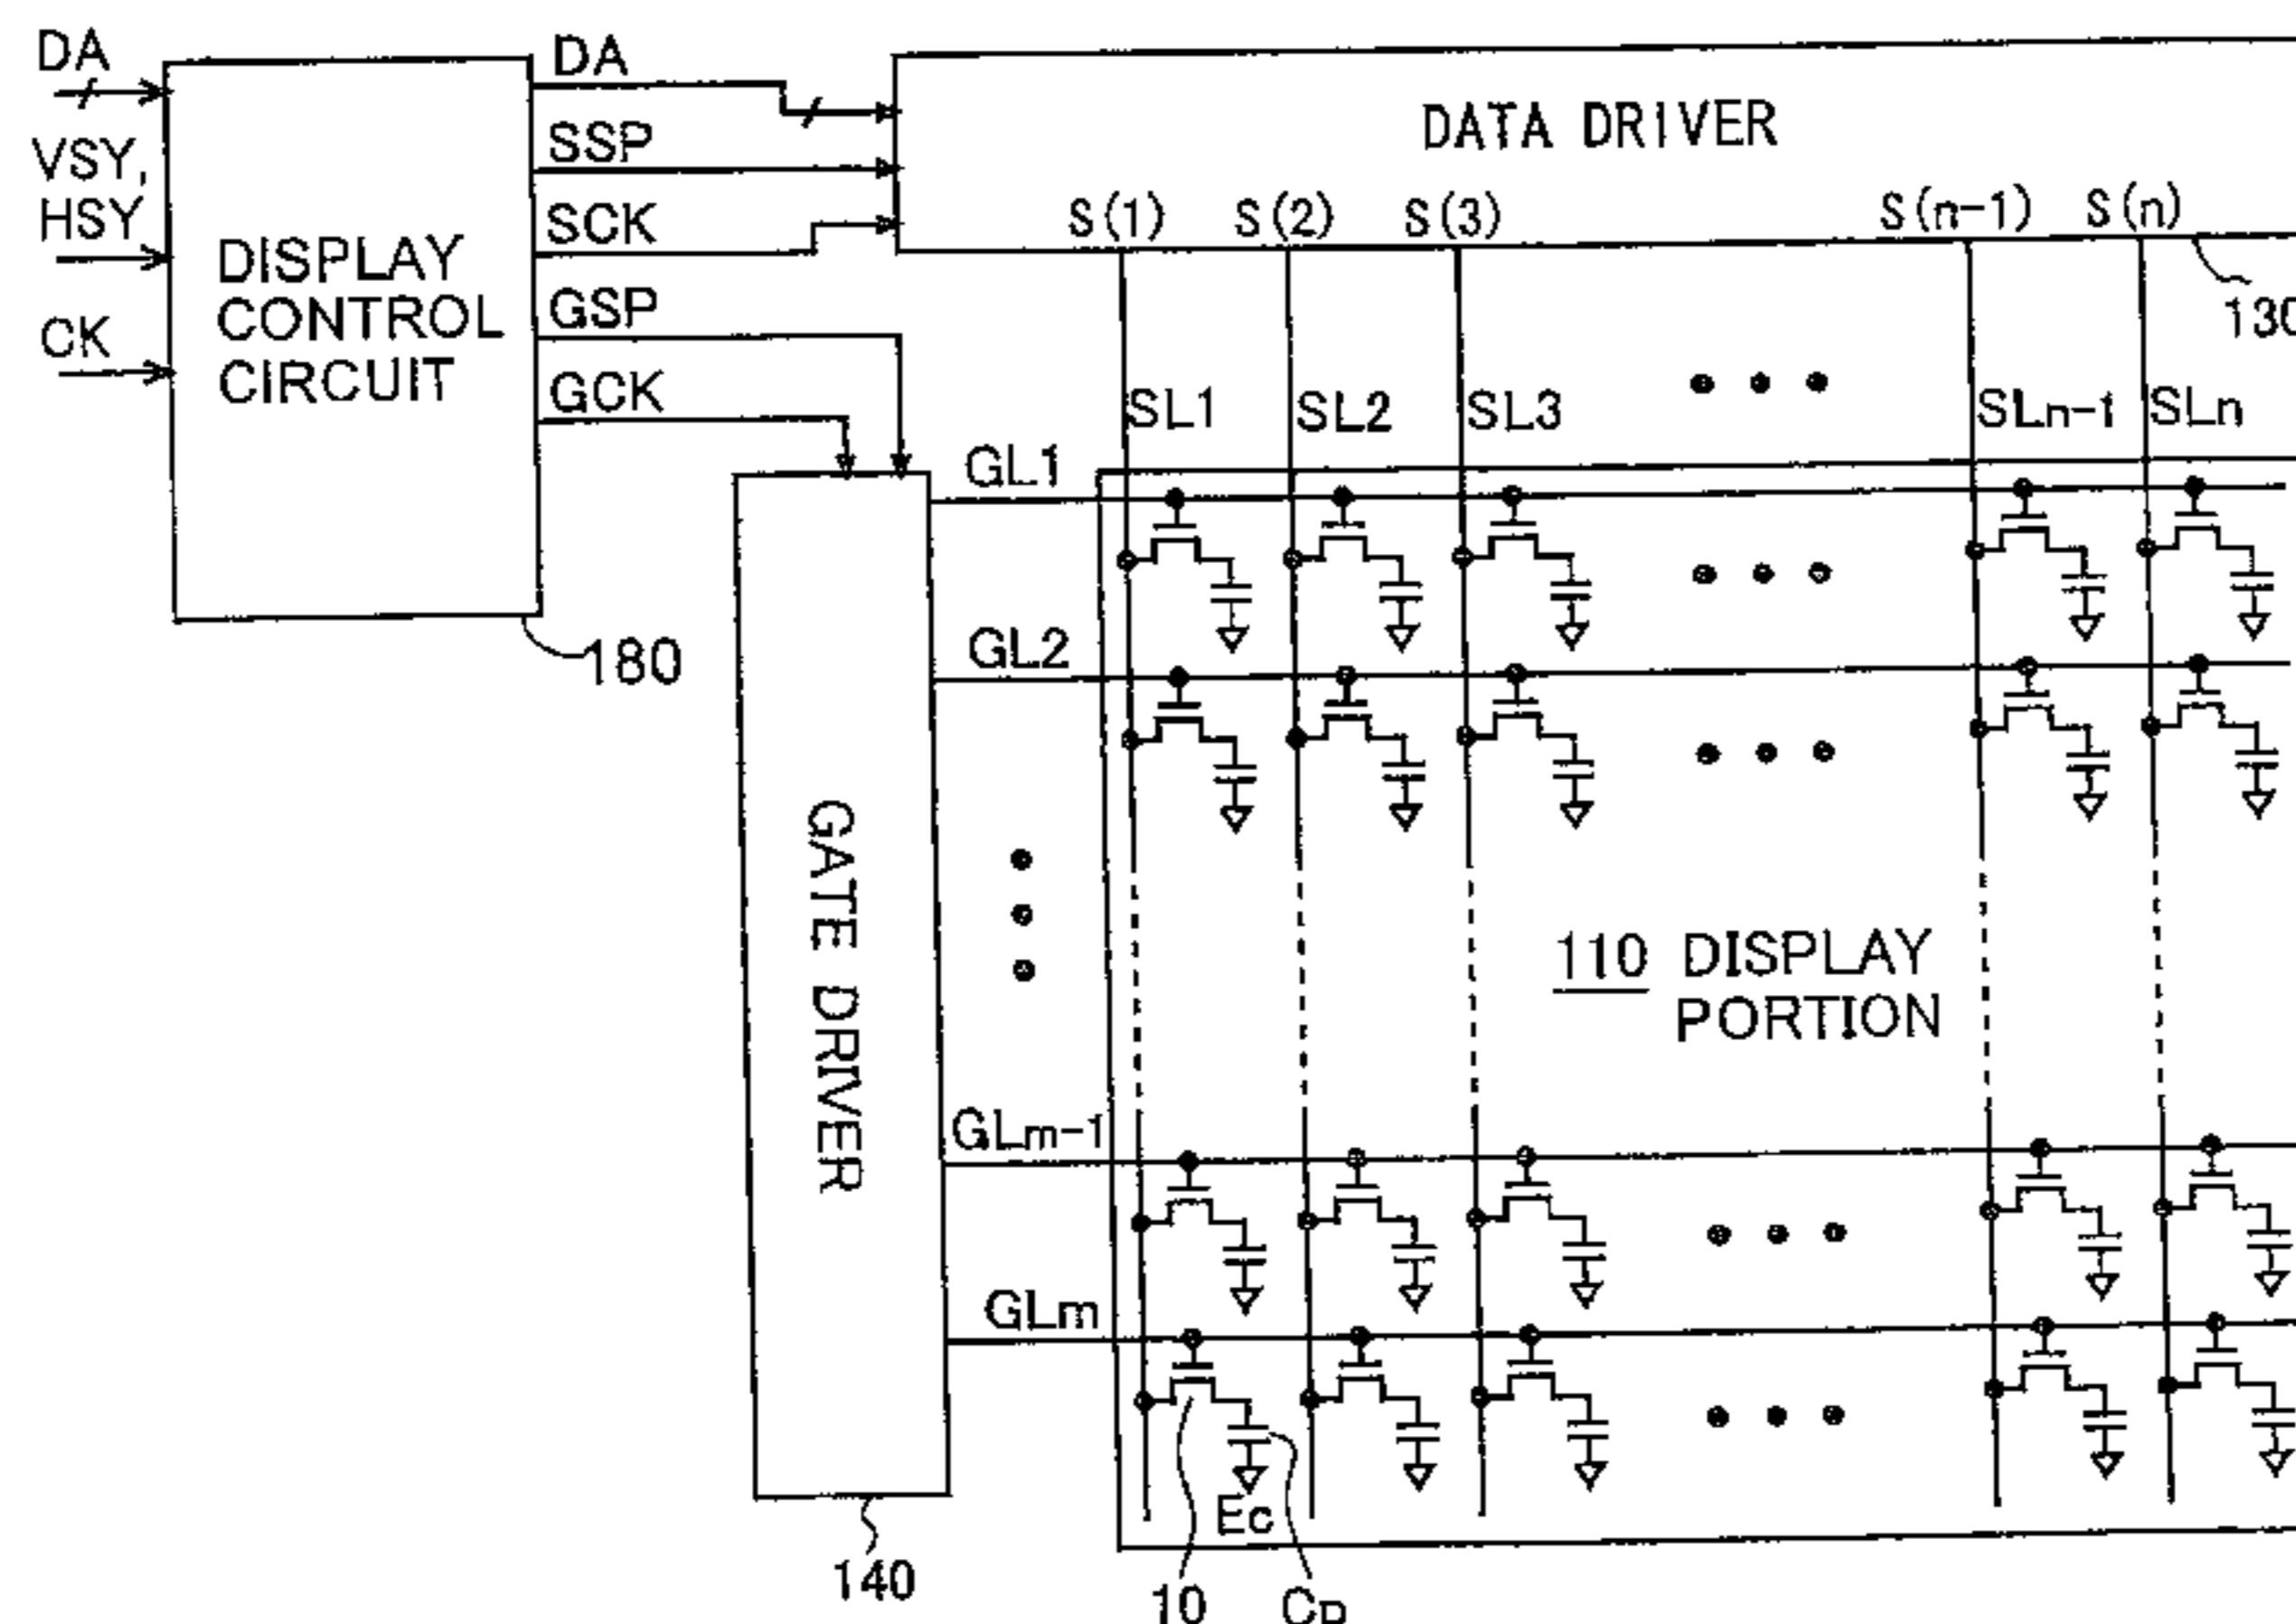 DA
VSY,
HSY
CK
DISPLAY
CONTROL
CIRCUIT
180
DA
SSP
SCK
GSP
GCK
DATA DRIVER
S(1) S(2) S(3) S(n-1) S(n)
130
SL1 SL2 SL3 SLn-1 SLn
GL1
GL2
GLm-1
GLm
GATE DRIVER
140
110 DISPLAY
PORTION
Ec
10
Cp